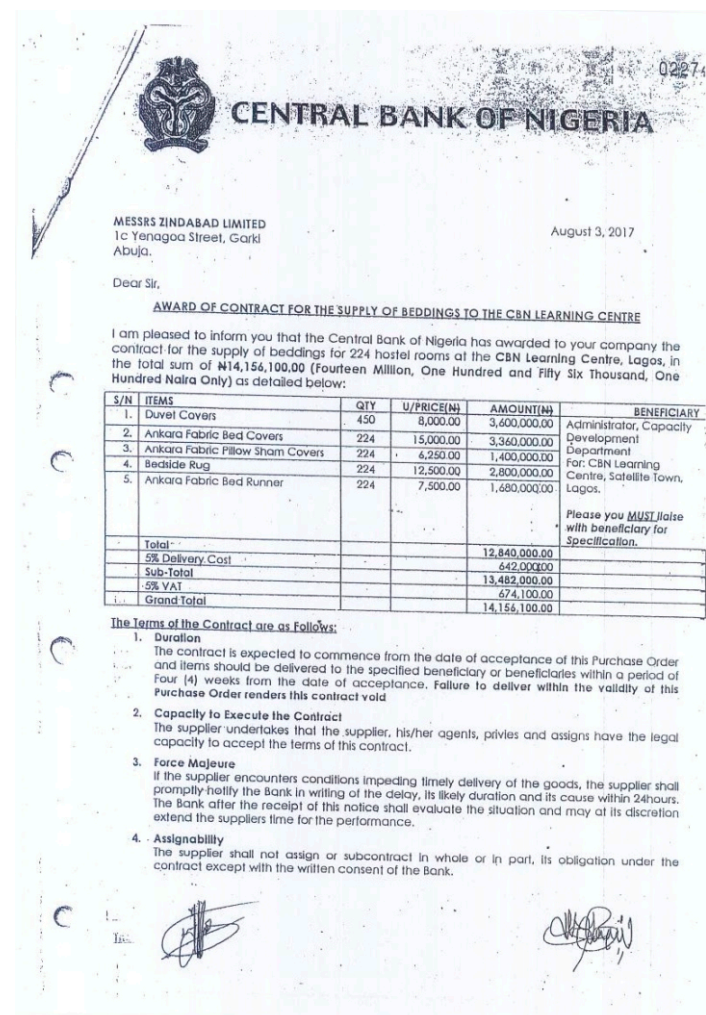 02274
CENTRAL BANK OF NIGERIA
MESSRS ZINDABAD LIMITED
1c Yenagoa Street, Garki
Abuja.
August 3, 2017
Dear Sir,
AWARD OF CONTRACT FOR THE SUPPLY OF BEDDINGS TO THE CBN LEARNING CENTRE
I am pleased to inform you that the Central Bank of Nigeria has awarded to your company the
contract for the supply of beddings for 224 hostel rooms at the CBN Learning Centre, Lagos, in
the total sum of ₦14,156,100.00 (Fourteen Million, One Hundred and Fifty Six Thousand, One
Hundred Naira Only) as detailed below:
S/N ITEMS QTY U/PRICE(₦) AMOUNT(₦) BENEFICIARY
1. Duvet Covers 450 8,000.00 3,600,000.00 Administrator, Capacity
2. Ankara Fabric Bed Covers 224 15,000.00 3,360,000.00 Development
3. Ankara Fabric Pillow Sham Covers 224 6,250.00 1,400,000.00 Department
4. Bedside Rug 224 12,500.00 2,800,000.00 For: CBN Learning
5. Ankara Fabric Bed Runner 224 7,500.00 1,680,000.00 Centre, Satellite Town,
Lagos.
Please you MUST liaise
with beneficiary for
Specification.
Total 12,840,000.00
5% Delivery Cost 642,000.00
Sub-Total 13,482,000.00
5% VAT 674,100.00
Grand Total 14,156,100.00
The Terms of the Contract are as Follows:
1. Duration
The contract is expected to commence from the date of acceptance of this Purchase Order
and items should be delivered to the specified beneficiary or beneficiaries within a period of
Four (4) weeks from the date of acceptance. Failure to deliver within the validity of this
Purchase Order renders this contract void
2. Capacity to Execute the Contract
The supplier undertakes that the supplier, his/her agents, privies and assigns have the legal
capacity to accept the terms of this contract.
3. Force Majeure
If the supplier encounters conditions impeding timely delivery of the goods, the supplier shall
promptly notify the Bank in writing of the delay, its likely duration and its cause within 24hours.
The Bank after the receipt of this notice shall evaluate the situation and may at its discretion
extend the suppliers time for the performance.
4. Assignability
The supplier shall not assign or subcontract in whole or in part, its obligation under the
contract except with the written consent of the Bank.